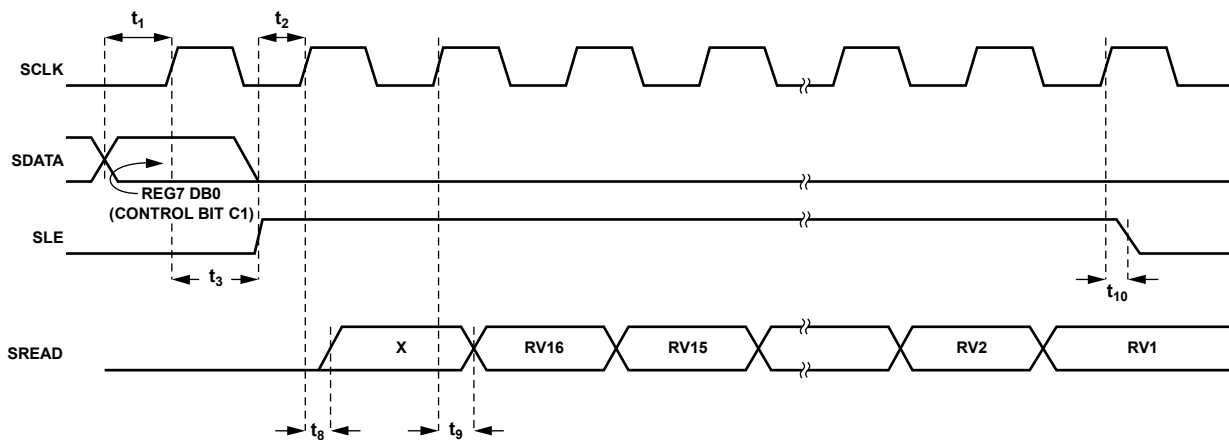 t1
t2
SCLK
SDATA
REG7 DB0
(CONTROL BIT C1)
SLE
t3
t10
SREAD
X
RV16
RV15
RV2
RV1
t8
t9